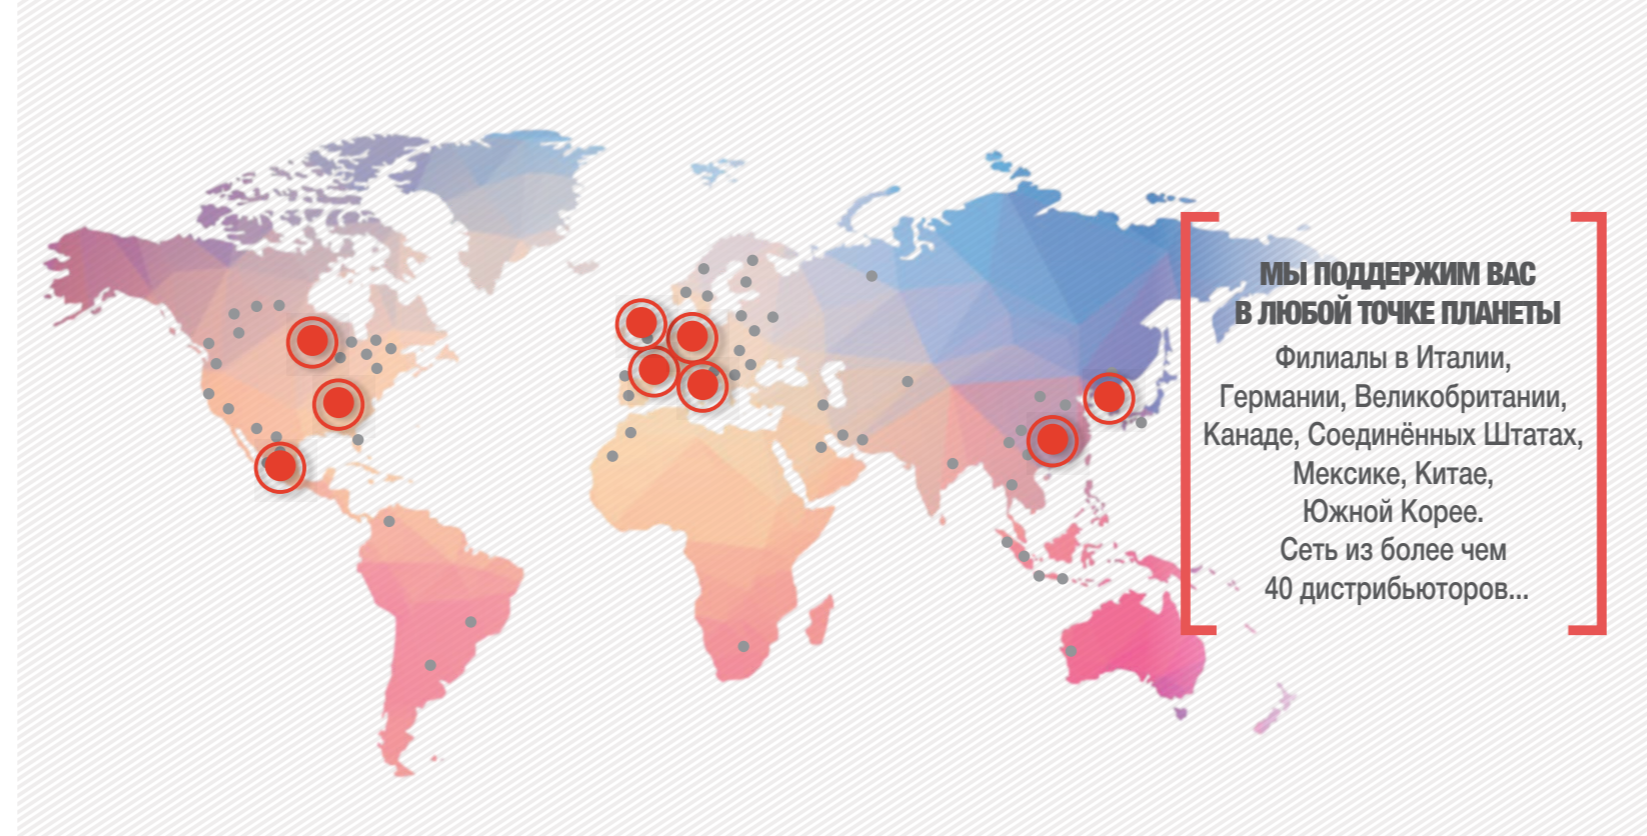 МЫ ПОДДЕРЖИМ ВАС
В ЛЮБОЙ ТОЧКЕ ПЛАНЕТЫ
Филиалы в Италии,
Германии, Великобритании,
Канаде, Соединённых Штатах,
Мексике, Китае,
Южной Корее.
Сеть из более чем
40 дистрибьюторов...